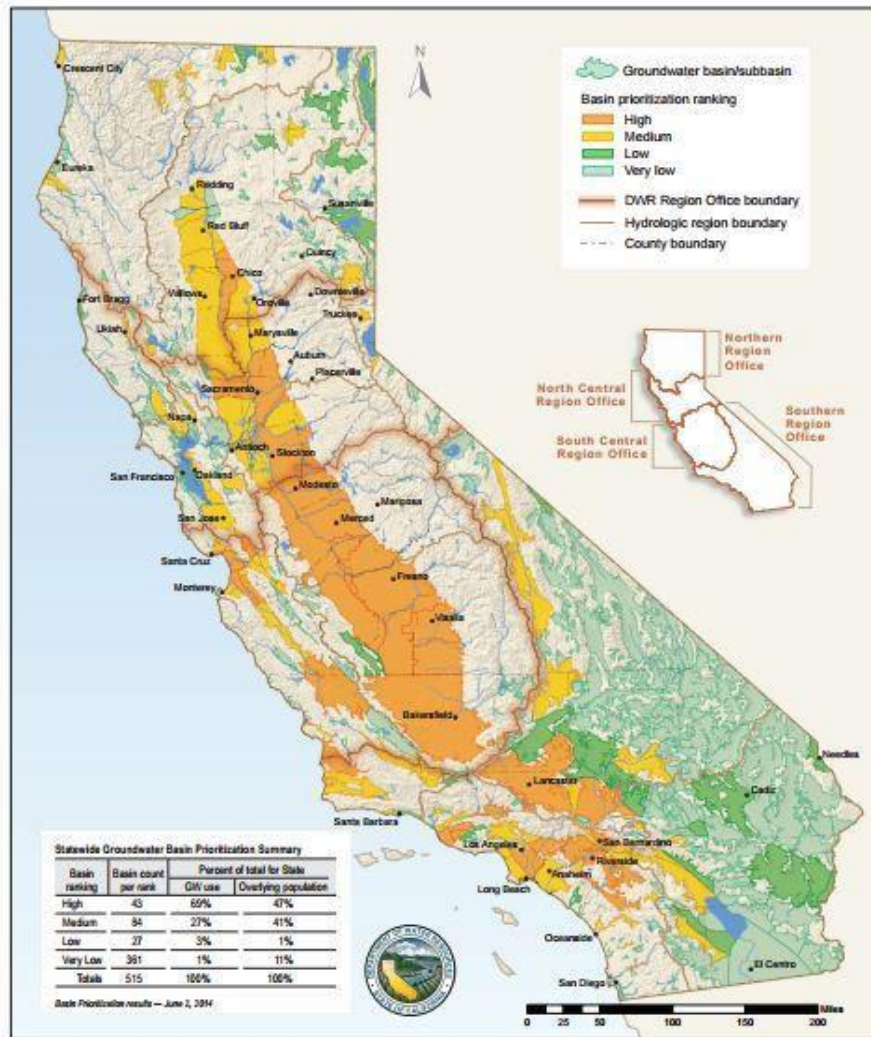 N
Groundwater basin/subbasin
Basin prioritization ranking
High
Medium
Low
Very low
DWR Region Office boundary
Hydrologic region boundary
County boundary
Northern
Region
Office
North Central
Region Office
Southern
Region
Office
South Central
Region Office
Crescent City
Eureka
Redding
Susanville
Red Bluff
Quincy
Chico
Fort Bragg
Willows
Oroville
Downieville
Truckee
Ukiah
Marysville
Auburn
Placerville
Sacramento
Napa
Antioch
Stockton
San Francisco
Oakland
Modesto
Mariposa
San Jose
Merced
Santa Cruz
Fresno
Monterey
Visalia
Bakersfield
Needles
Lancaster
Cadiz
Santa Barbara
Los Angeles
San Bernardino
Riverside
Anaheim
Long Beach
Oceanside
El Centro
San Diego
Statewide Groundwater Basin Prioritization Summary
Basin ranking Basin count per rank Percent of total for State
GW use Overlying population
High 43 69% 47%
Medium 84 27% 41%
Low 27 3% 1%
Very Low 361 1% 11%
Totals 515 100% 100%
Basin Prioritization results — June 2, 2014
DEPARTMENT OF WATER RESOURCES
STATE OF CALIFORNIA
0 25 50 100 150 200
Miles